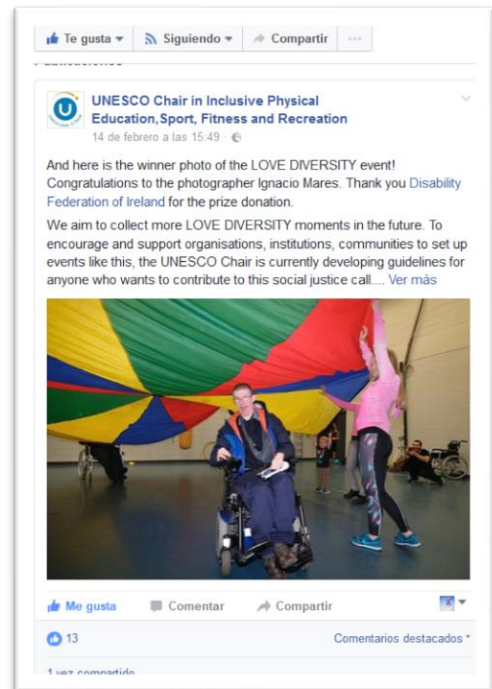 Te gusta Siguiendo Compartir
Publicaciones
UNESCO Chair in Inclusive Physical
Education,Sport, Fitness and Recreation
14 de febrero a las 15:49 ·
And here is the winner photo of the LOVE DIVERSITY event!
Congratulations to the photographer Ignacio Mares. Thank you Disability
Federation of Ireland for the prize donation.
We aim to collect more LOVE DIVERSITY moments in the future. To
encourage and support organisations, institutions, communities to set up
events like this, the UNESCO Chair is currently developing guidelines for
anyone who wants to contribute to this social justice call.... Ver más
Me gusta Comentar Compartir
13 Comentarios destacados
1 vez compartido